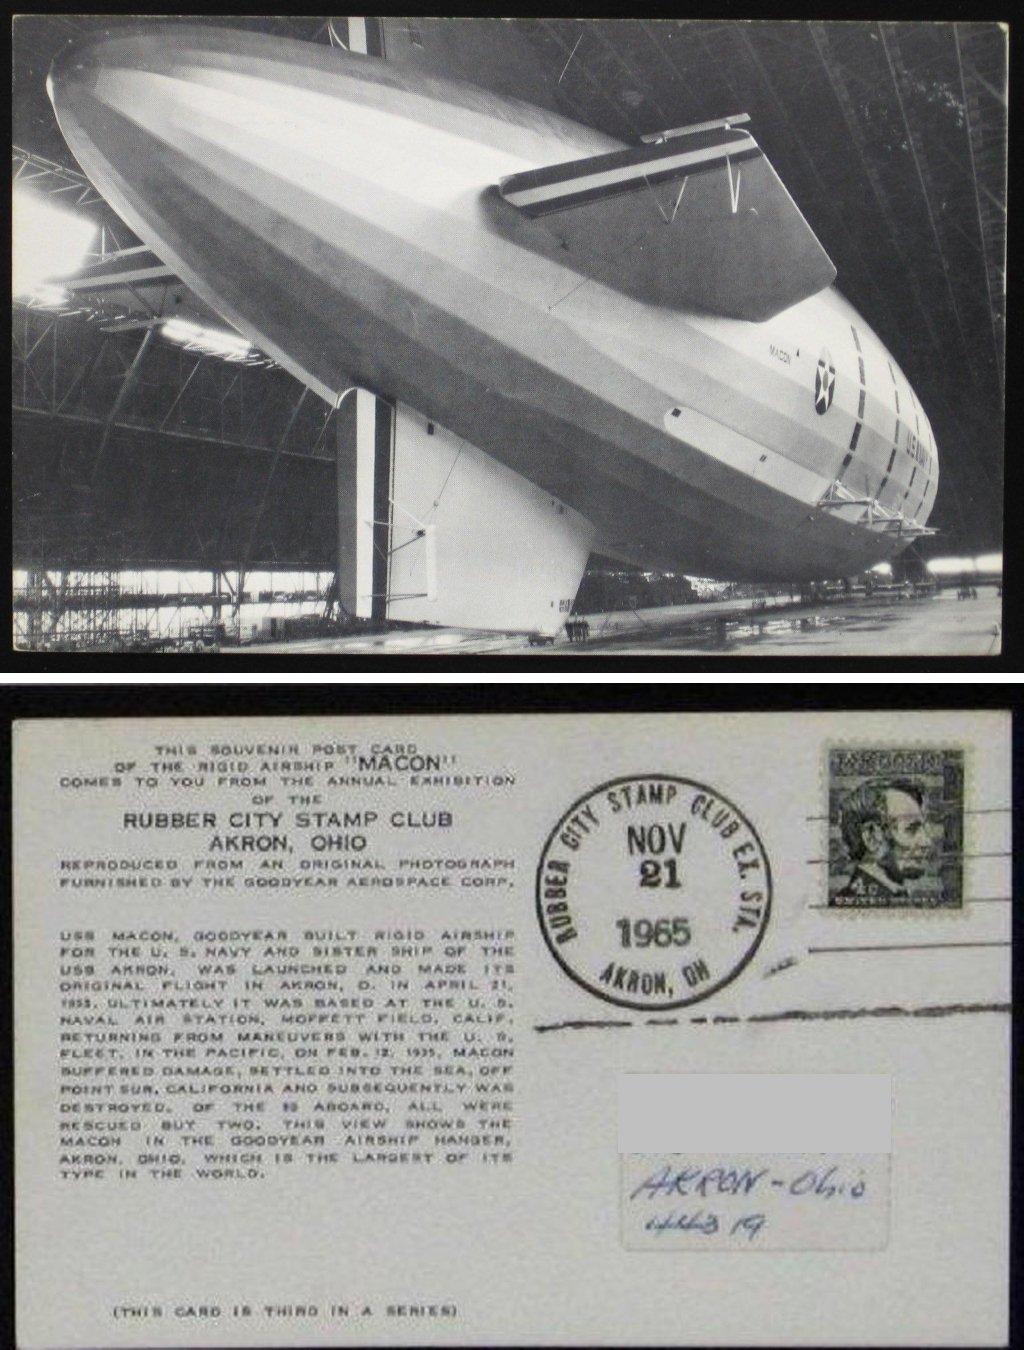 MACON
U.S. NAVY
THIS SOUVENIR POST CARD
OF THE RIGID AIRSHIP "MACON"
COMES TO YOU FROM THE ANNUAL EXHIBITION
OF THE
RUBBER CITY STAMP CLUB
AKRON, OHIO
REPRODUCED FROM AN ORIGINAL PHOTOGRAPH
FURNISHED BY THE GOODYEAR AEROSPACE CORP.
USS MACON, GOODYEAR BUILT RIGID AIRSHIP
FOR THE U. S. NAVY AND SISTER SHIP OF THE
USS AKRON, WAS LAUNCHED AND MADE ITS
ORIGINAL FLIGHT IN AKRON, O. IN APRIL 21,
1933. ULTIMATELY IT WAS BASED AT THE U. S.
NAVAL AIR STATION, MOFFETT FIELD, CALIF.
RETURNING FROM MANEUVERS WITH THE U. S.
FLEET, IN THE PACIFIC, ON FEB. 12, 1935, MACON
SUFFERED DAMAGE, SETTLED INTO THE SEA, OFF
POINT SUR, CALIFORNIA AND SUBSEQUENTLY WAS
DESTROYED. OF THE ABOARD, ALL WERE
RESCUED BUT TWO. THIS VIEW SHOWS THE
MACON IN THE GOODYEAR AIRSHIP HANGER,
AKRON, OHIO, WHICH IS THE LARGEST OF ITS
TYPE IN THE WORLD.
(THIS CARD IS THIRD IN A SERIES)
RUBBER CITY STAMP CLUB EX. STA.
NOV
21
1965
AKRON, OH
4c
UNITED STATES
AKRON - Ohio
44319